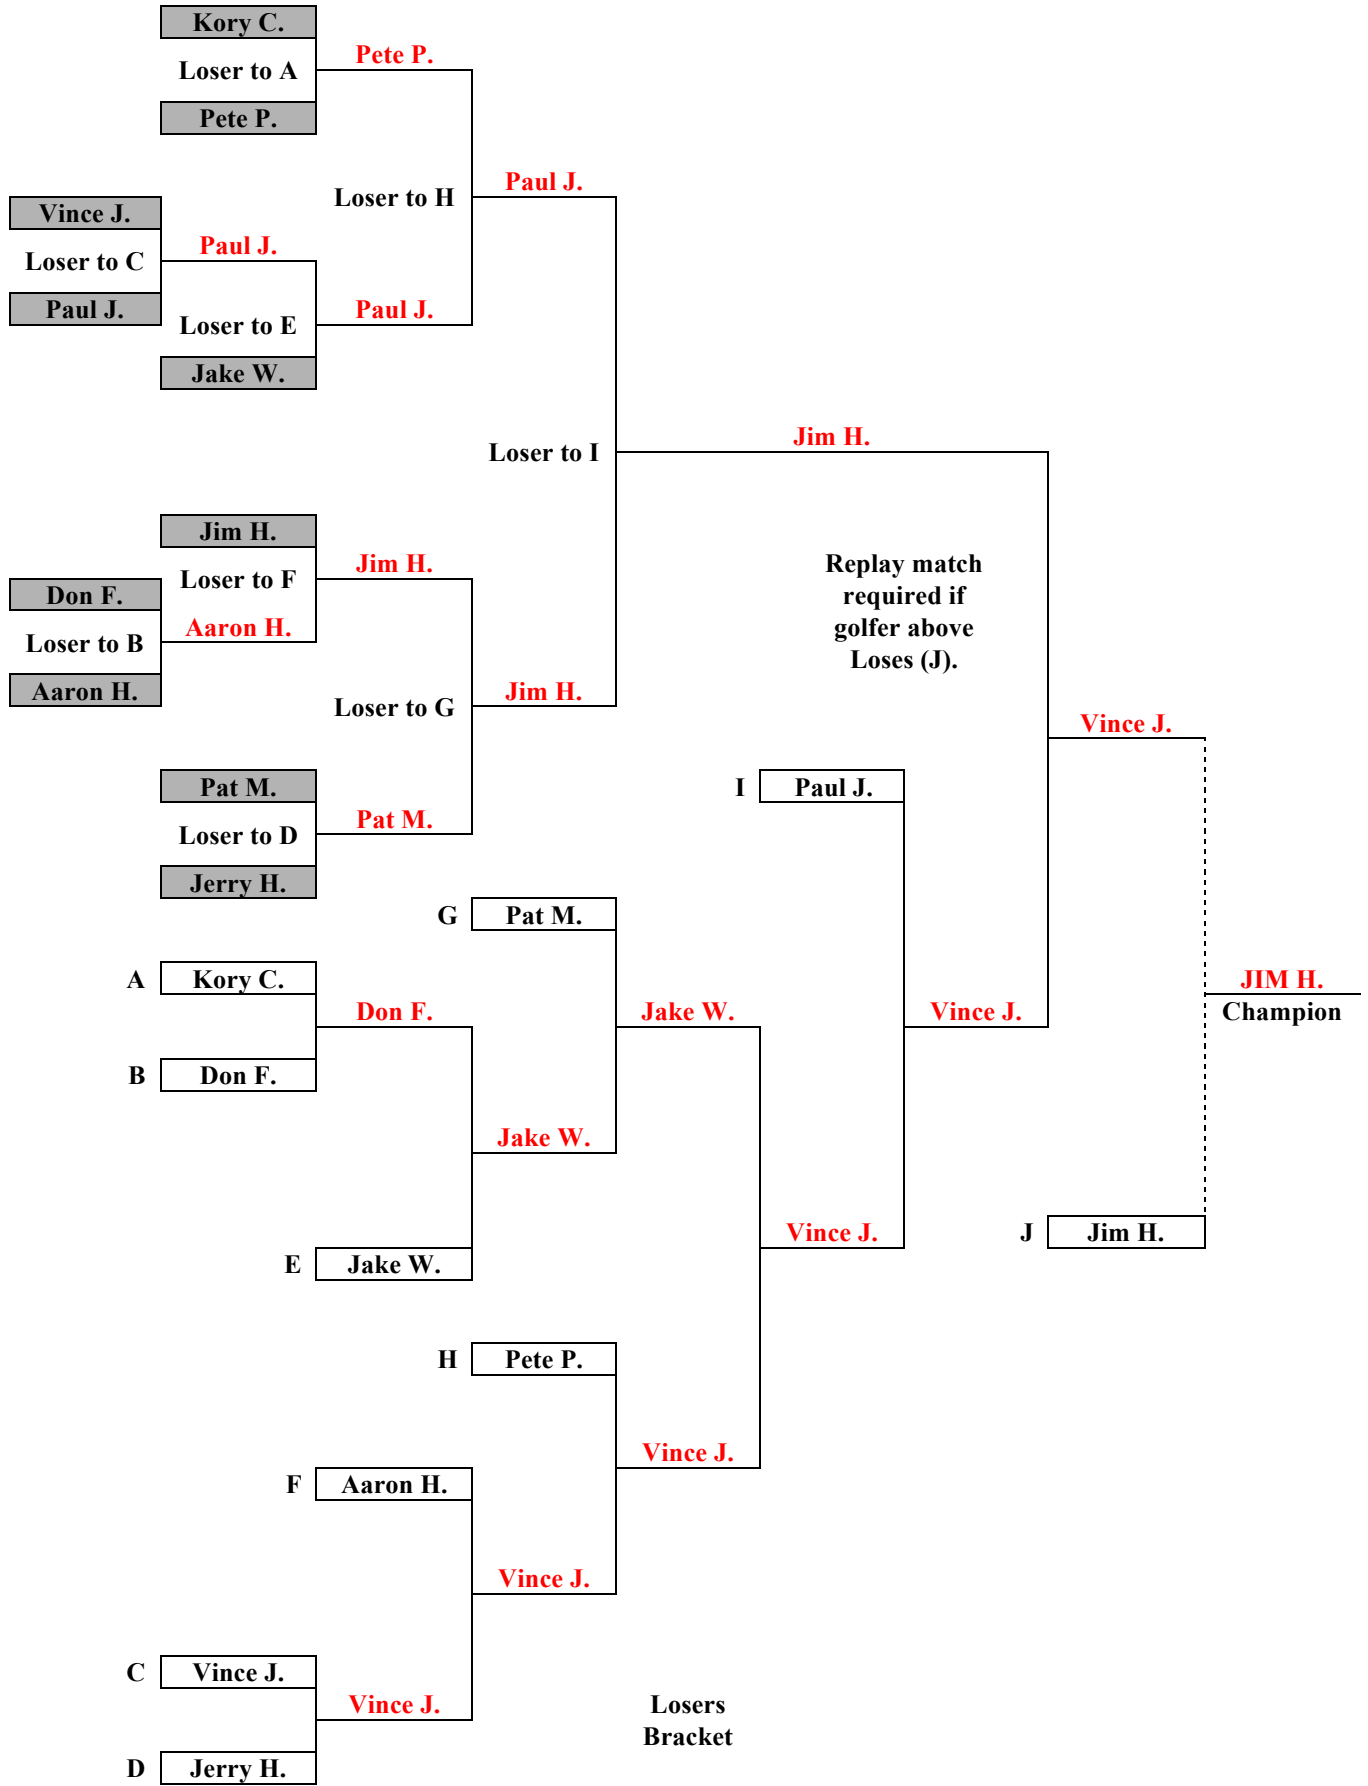 Kory C.
Loser to A
Pete P.
Pete P.
Vince J.
Loser to C
Paul J.
Paul J.
Loser to E
Jake W.
Paul J.
Loser to H
Paul J.
Loser to I
Jim H.
Jim H.
Loser to F
Don F.
Loser to B
Aaron H.
Aaron H.
Jim H.
Loser to G
Jim H.
Pat M.
Loser to D
Jerry H.
Pat M.
Replay match
required if
golfer above
Loses (J).
Vince J.
I Paul J.
G Pat M.
A Kory C.
Don F.
B Don F.
Jake W.
Jake W.
E Jake W.
Vince J.
JIM H.
Champion
Vince J.
J Jim H.
H Pete P.
Vince J.
F Aaron H.
Vince J.
C Vince J.
Vince J.
D Jerry H.
Losers
Bracket